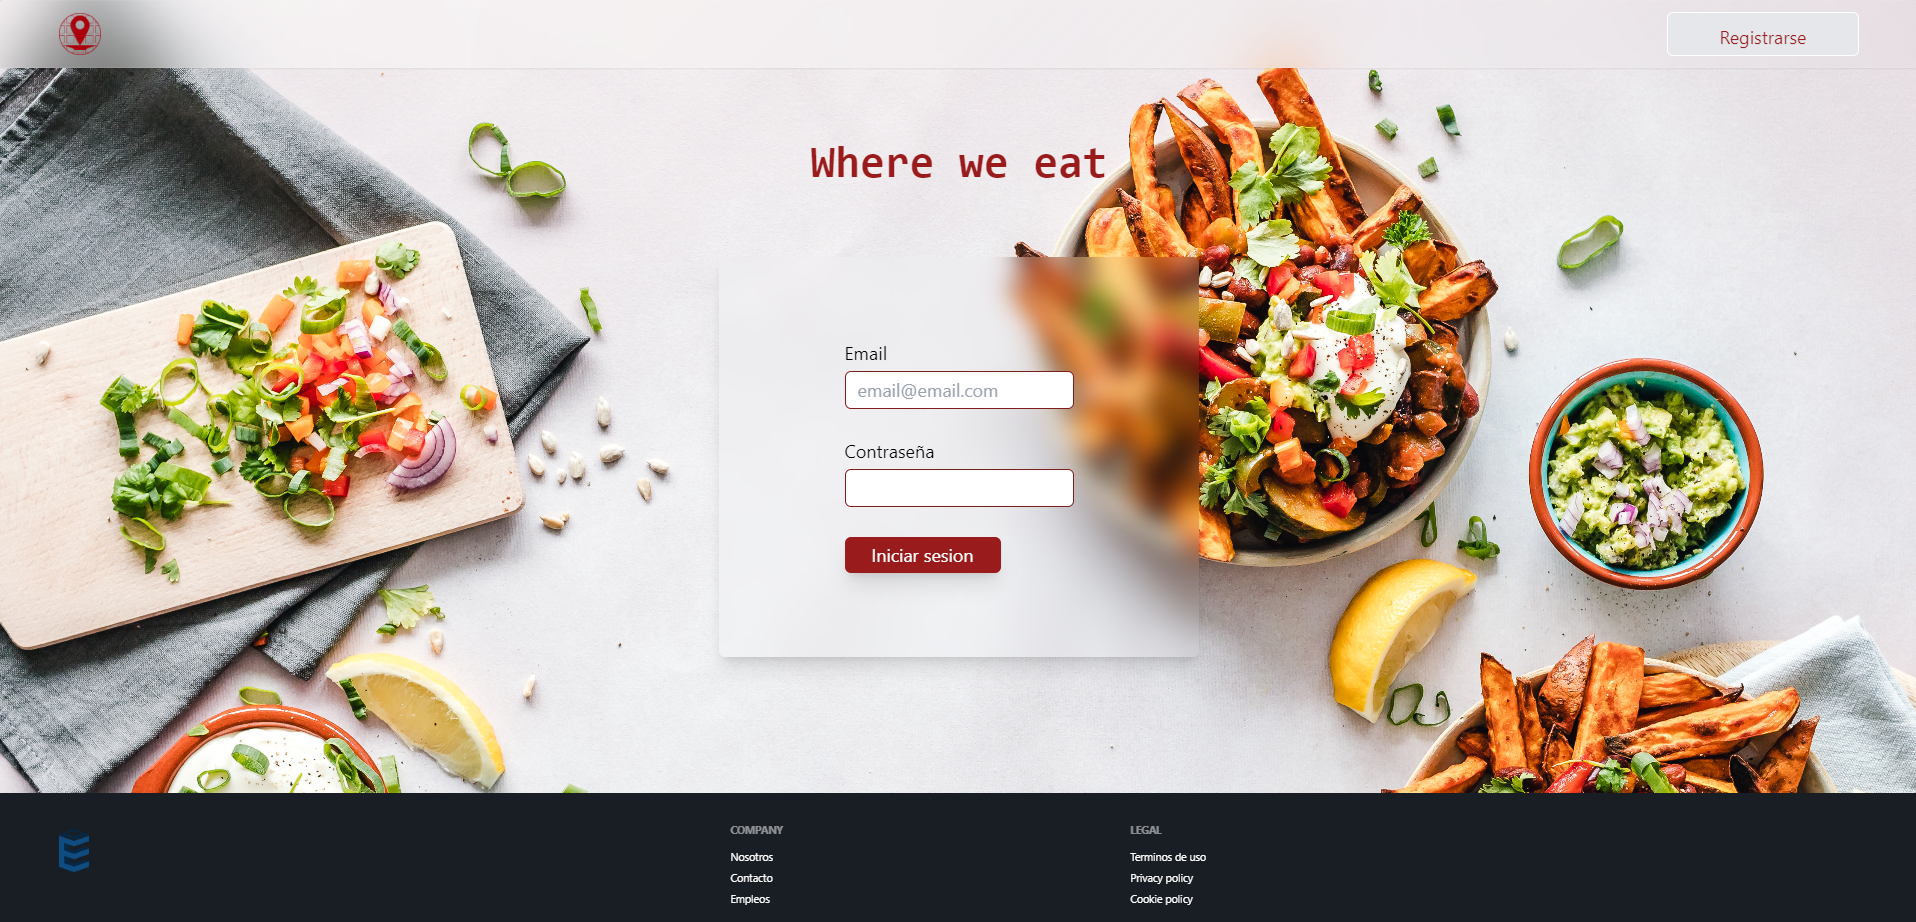 Registrarse
Where we eat
Email
email@email.com
Contraseña
Iniciar sesion
COMPANY
Nosotros
Contacto
Empleos
LEGAL
Terminos de uso
Privacy policy
Cookie policy